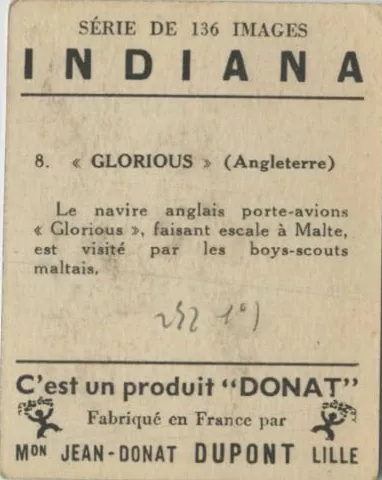 SÉRIE DE 136 IMAGES
INDIANA
8. « GLORIOUS » (Angleterre)
Le navire anglais porte-avions
« Glorious », faisant escale à Malte,
est visité par les boys-scouts
maltais.
C'est un produit "DONAT"
Fabriqué en France par
MON JEAN-DONAT DUPONT LILLE